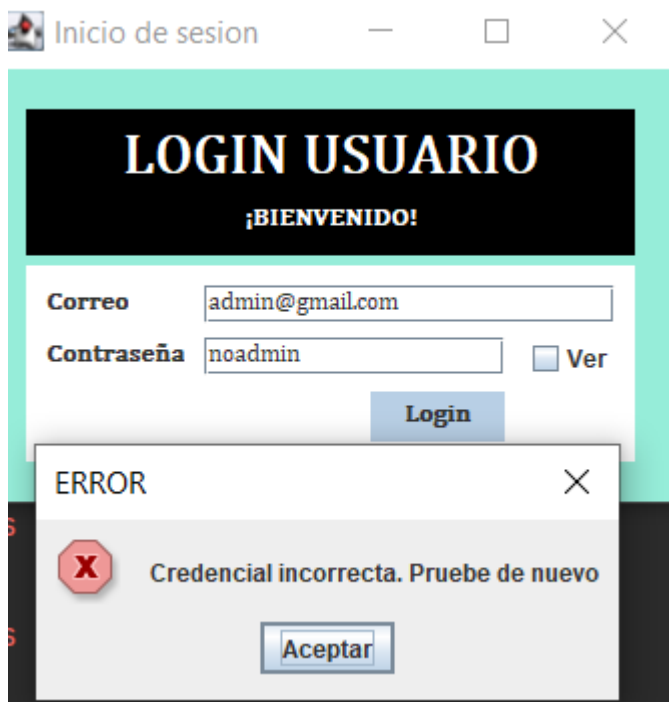 Inicio de sesion
LOGIN USUARIO
¡BIENVENIDO!
Correo admin@gmail.com
Contraseña noadmin Ver
Login
ERROR
Credencial incorrecta. Pruebe de nuevo
Aceptar